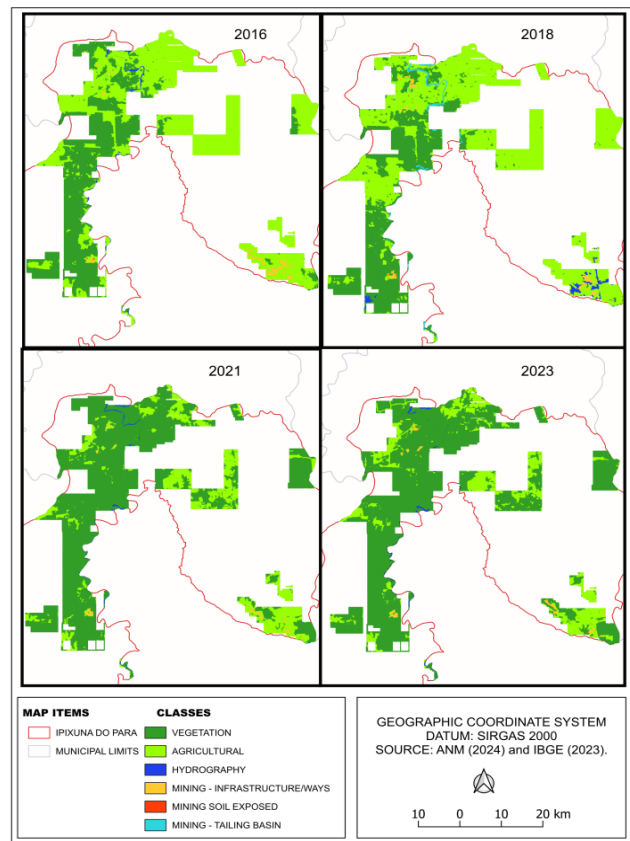 2016
2018
2021
2023
MAP ITEMS
IPIXUNA DO PARA
MUNICIPAL LIMITS
CLASSES
VEGETATION
AGRICULTURAL
HYDROGRAPHY
MINING - INFRASTRUCTURE/WAYS
MINING SOIL EXPOSED
MINING - TAILING BASIN
GEOGRAPHIC COORDINATE SYSTEM
DATUM: SIRGAS 2000
SOURCE: ANM (2024) and IBGE (2023).
10 0 10 20 km